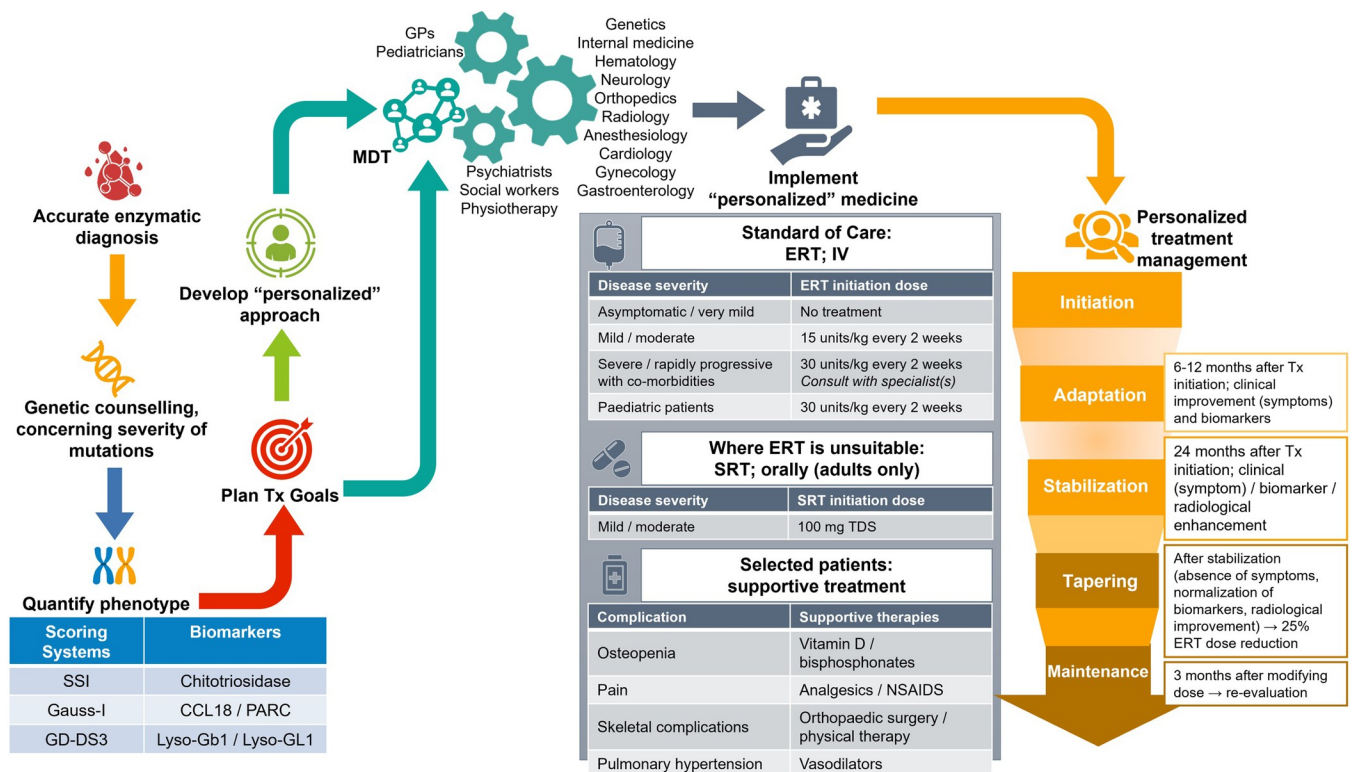 GPs
Pediatricians
Genetics
Internal medicine
Hematology
Neurology
Orthopedics
Radiology
Anesthesiology
Cardiology
Gynecology
Gastroenterology
MDT
Psychiatrists
Social workers
Physiotherapy
Accurate enzymatic
diagnosis
Genetic counselling,
concerning severity of
mutations
Quantify phenotype
Scoring
Systems
Biomarkers
SSI
Chitotriosidase
Gauss-I
CCL18 / PARC
GD-DS3
Lyso-Gb1 / Lyso-GL1
Plan Tx Goals
Develop “personalized”
approach
Implement
“personalized” medicine
Standard of Care:
ERT; IV
Disease severity
ERT initiation dose
Asymptomatic / very mild
No treatment
Mild / moderate
15 units/kg every 2 weeks
Severe / rapidly progressive
with co-morbidities
30 units/kg every 2 weeks
Consult with specialist(s)
Paediatric patients
30 units/kg every 2 weeks
Where ERT is unsuitable:
SRT; orally (adults only)
Disease severity
SRT initiation dose
Mild / moderate
100 mg TDS
Selected patients:
supportive treatment
Complication
Supportive therapies
Osteopenia
Vitamin D /
bisphosphonates
Pain
Analgesics / NSAIDS
Skeletal complications
Orthopaedic surgery /
physical therapy
Pulmonary hypertension
Vasodilators
Personalized
treatment
management
Initiation
Adaptation
6-12 months after Tx
initiation; clinical
improvement (symptoms)
and biomarkers
Stabilization
24 months after Tx
initiation; clinical
(symptom) / biomarker /
radiological
enhancement
Tapering
After stabilization
(absence of symptoms,
normalization of
biomarkers, radiological
improvement) → 25%
ERT dose reduction
Maintenance
3 months after modifying
dose → re-evaluation